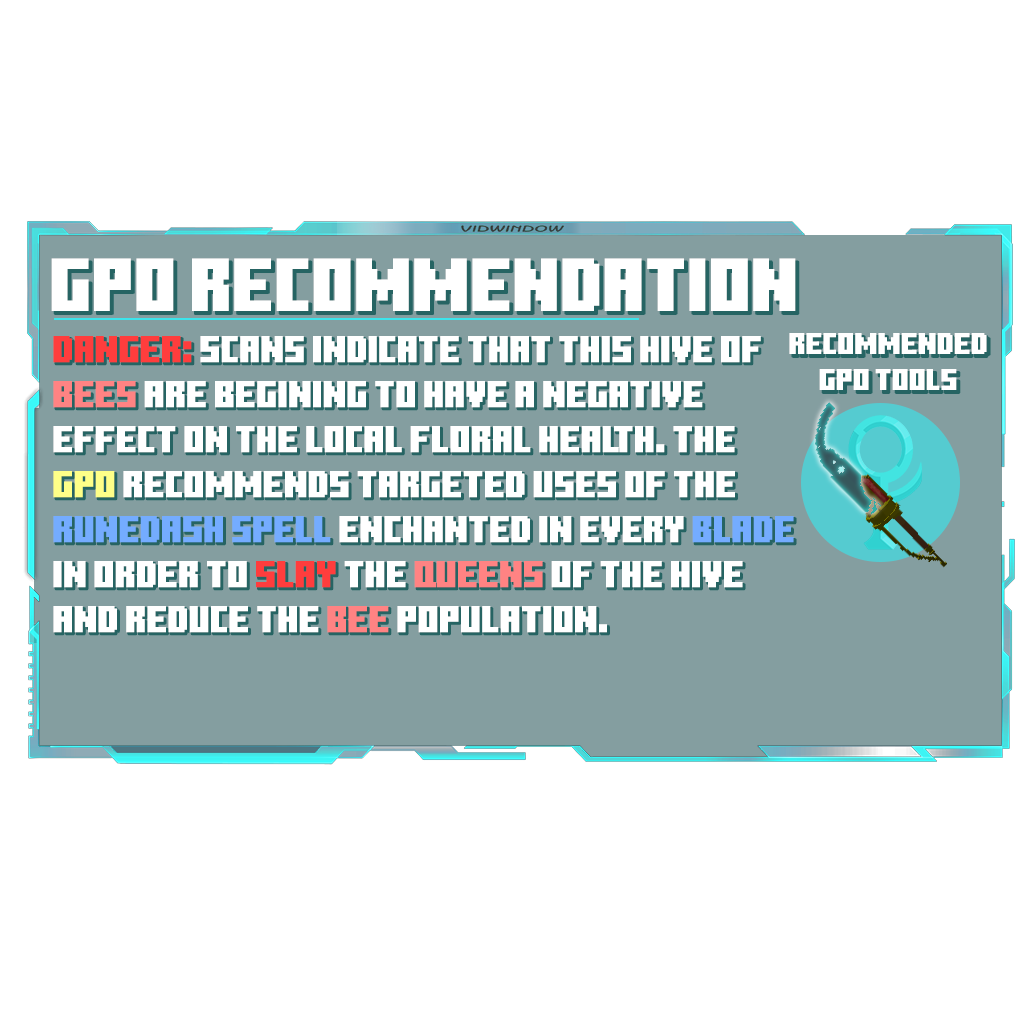 VIDWINDOW
GPO RECOMMENDATION
DANGER: SCANS INDICATE THAT THIS HIVE OF
BEES ARE BEGINING TO HAVE A NEGATIVE
EFFECT ON THE LOCAL FLORAL HEALTH. THE
GPO RECOMMENDS TARGETED USES OF THE
RUNEDASH SPELL ENCHANTED IN EVERY BLADE
IN ORDER TO SLAY THE QUEENS OF THE HIVE
AND REDUCE THE BEE POPULATION.
RECOMMENDED
GPO TOOLS